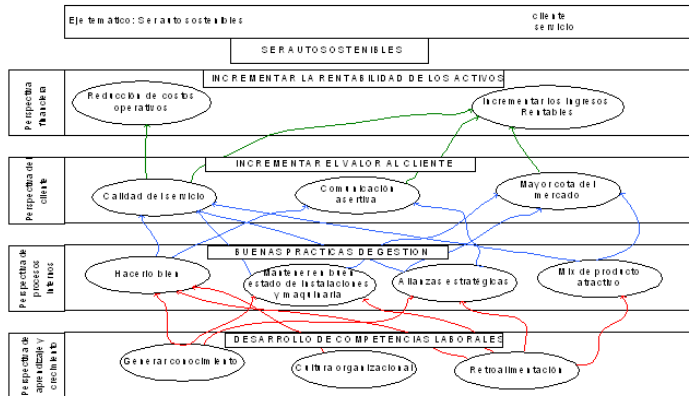 Eje temático: Ser autosostenibles
cliente
servicio
SER AUTOSOSTENIBLES
Perspectiva
financiera
INCREMENTAR LA RENTABILIDAD DE LOS ACTIVOS
Reducción de costos
operativos
Incrementar los Ingresos
Rentables
Perspectiva del
cliente
INCREMENTAR EL VALOR AL CLIENTE
Calidad del servicio
Comunicación
asertiva
Mayor cota del
mercado
Perspectiva de
procesos
Internos
BUENAS PRACTICAS DE GESTION
Hacerlo bien
Mantener en buen
estado de Instalaciones
y maquinaria
Alianzas estratégicas
Mix de producto
atractivo
Perspectiva de
aprendizaje y
crecimiento
DESARROLLO DE COMPETENCIAS LABORALES
Generar conocimiento
Cultura organizacional
Retroalimentación